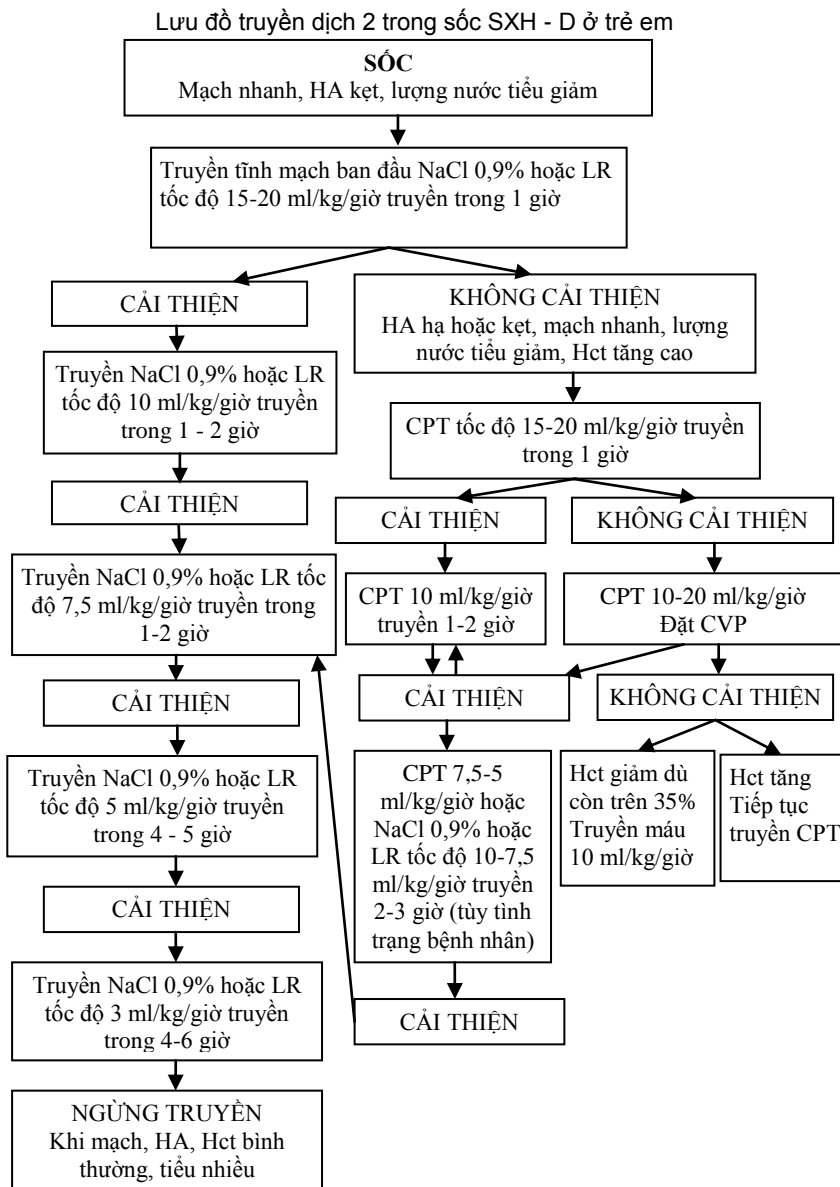 Lưu đồ truyền dịch 2 trong sốc SXH - D ở trẻ em
SỐC
Mạch nhanh, HA kẹt, lượng nước tiểu giảm
Truyền tĩnh mạch ban đầu NaCl 0,9% hoặc LR
tốc độ 15-20 ml/kg/giờ truyền trong 1 giờ
CẢI THIỆN
Truyền NaCl 0,9% hoặc LR
tốc độ 10 ml/kg/giờ truyền
trong 1 - 2 giờ
CẢI THIỆN
Truyền NaCl 0,9% hoặc LR tốc
độ 7,5 ml/kg/giờ truyền trong
1-2 giờ
CẢI THIỆN
Truyền NaCl 0,9% hoặc LR
tốc độ 5 ml/kg/giờ truyền
trong 4 - 5 giờ
CẢI THIỆN
Truyền NaCl 0,9% hoặc LR
tốc độ 3 ml/kg/giờ truyền
trong 4-6 giờ
NGỪNG TRUYỀN
Khi mạch, HA, Hct bình
thường, tiểu nhiều
KHÔNG CẢI THIỆN
HA hạ hoặc kẹt, mạch nhanh, lượng
nước tiểu giảm, Hct tăng cao
CPT tốc độ 15-20 ml/kg/giờ truyền
trong 1 giờ
CẢI THIỆN
CPT 10 ml/kg/giờ
truyền 1-2 giờ
CẢI THIỆN
CPT 7,5-5
ml/kg/giờ hoặc
NaCl 0,9% hoặc
LR tốc độ 10-7,5
ml/kg/giờ truyền
2-3 giờ (tùy tình
trạng bệnh nhân)
CẢI THIỆN
KHÔNG CẢI THIỆN
CPT 10-20 ml/kg/giờ
Đặt CVP
KHÔNG CẢI THIỆN
Hct giảm dù
còn trên 35%
Truyền máu
10 ml/kg/giờ
Hct tăng
Tiếp tục
truyền CPT